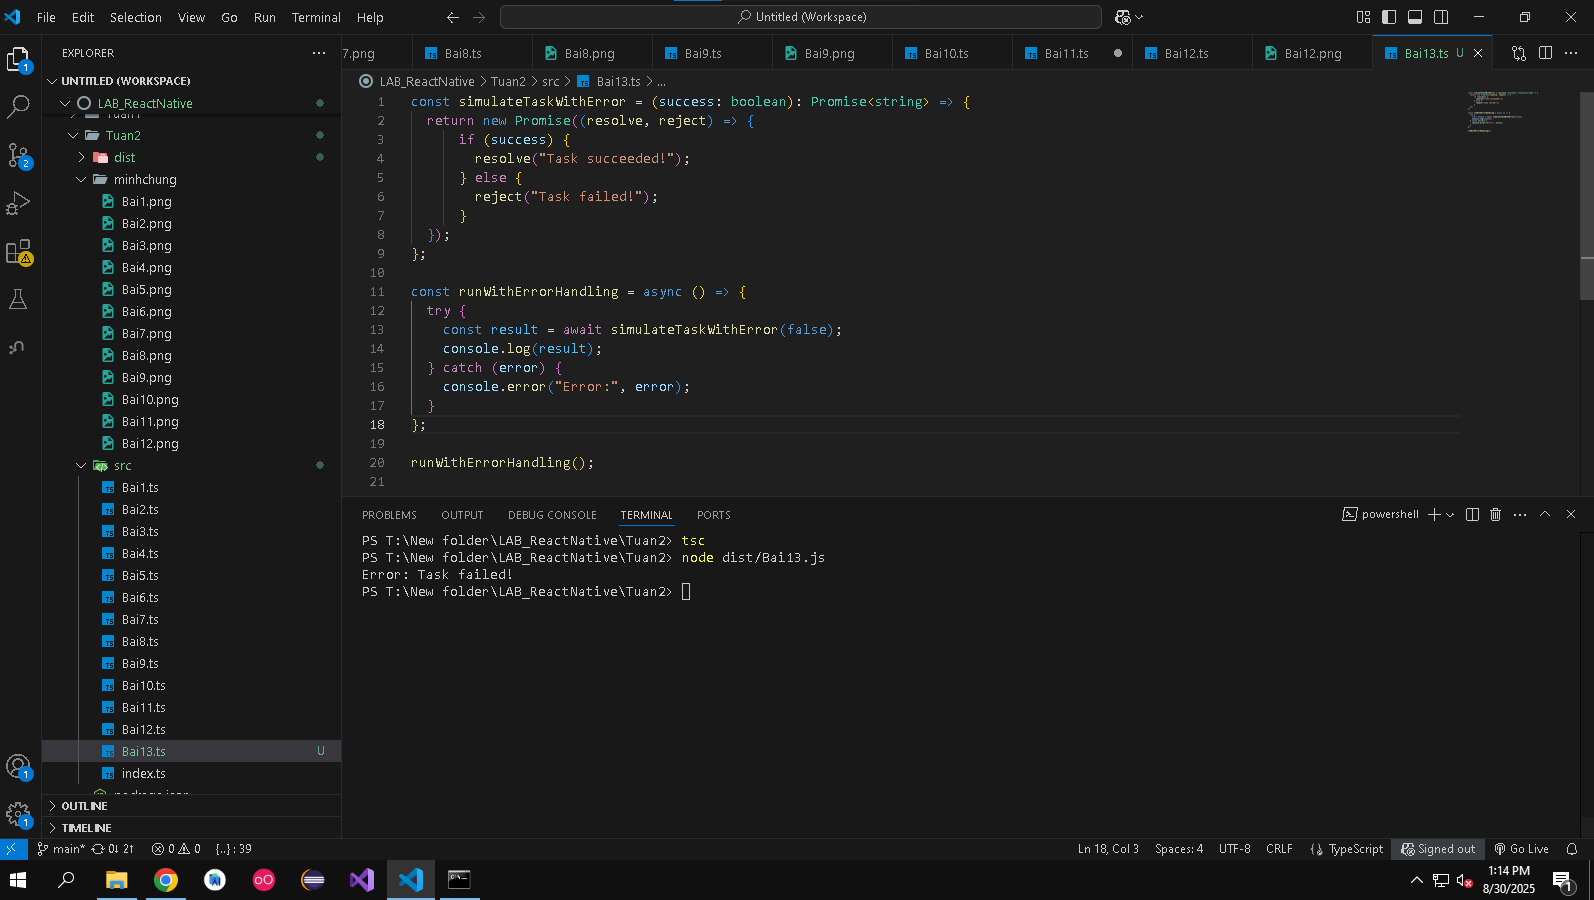 File Edit Selection View Go Run Terminal Help
Untitled (Workspace)
EXPLORER
UNTITLED (WORKSPACE)
LAB_ReactNative
Tuan2
dist
minhchung
Bai1.png
Bai2.png
Bai3.png
Bai4.png
Bai5.png
Bai6.png
Bai7.png
Bai8.png
Bai9.png
Bai10.png
Bai11.png
Bai12.png
src
Bai1.ts
Bai2.ts
Bai3.ts
Bai4.ts
Bai5.ts
Bai6.ts
Bai7.ts
Bai8.ts
Bai9.ts
Bai10.ts
Bai11.ts
Bai12.ts
Bai13.ts U
index.ts
OUTLINE
TIMELINE
7.png Bai8.ts Bai8.png Bai9.ts Bai9.png Bai10.ts Bai11.ts Bai12.ts Bai12.png Bai13.ts U
LAB_ReactNative > Tuan2 > src > Bai13.ts > ...
1 const simulateTaskWithError = (success: boolean): Promise<string> => {
2 return new Promise((resolve, reject) => {
3 if (success) {
4 resolve("Task succeeded!");
5 } else {
6 reject("Task failed!");
7 }
8 });
9 };
10
11 const runWithErrorHandling = async () => {
12 try {
13 const result = await simulateTaskWithError(false);
14 console.log(result);
15 } catch (error) {
16 console.error("Error:", error);
17 }
18 };
19
20 runWithErrorHandling();
21
PROBLEMS OUTPUT DEBUG CONSOLE TERMINAL PORTS
powershell
PS T:\New folder\LAB_ReactNative\Tuan2> tsc
PS T:\New folder\LAB_ReactNative\Tuan2> node dist/Bai13.js
Error: Task failed!
PS T:\New folder\LAB_ReactNative\Tuan2>
main* 0↓ 2↑ 0 0 {..} : 39
Ln 18, Col 3 Spaces: 4 UTF-8 CRLF TypeScript Signed out Go Live
1:14 PM
8/30/2025